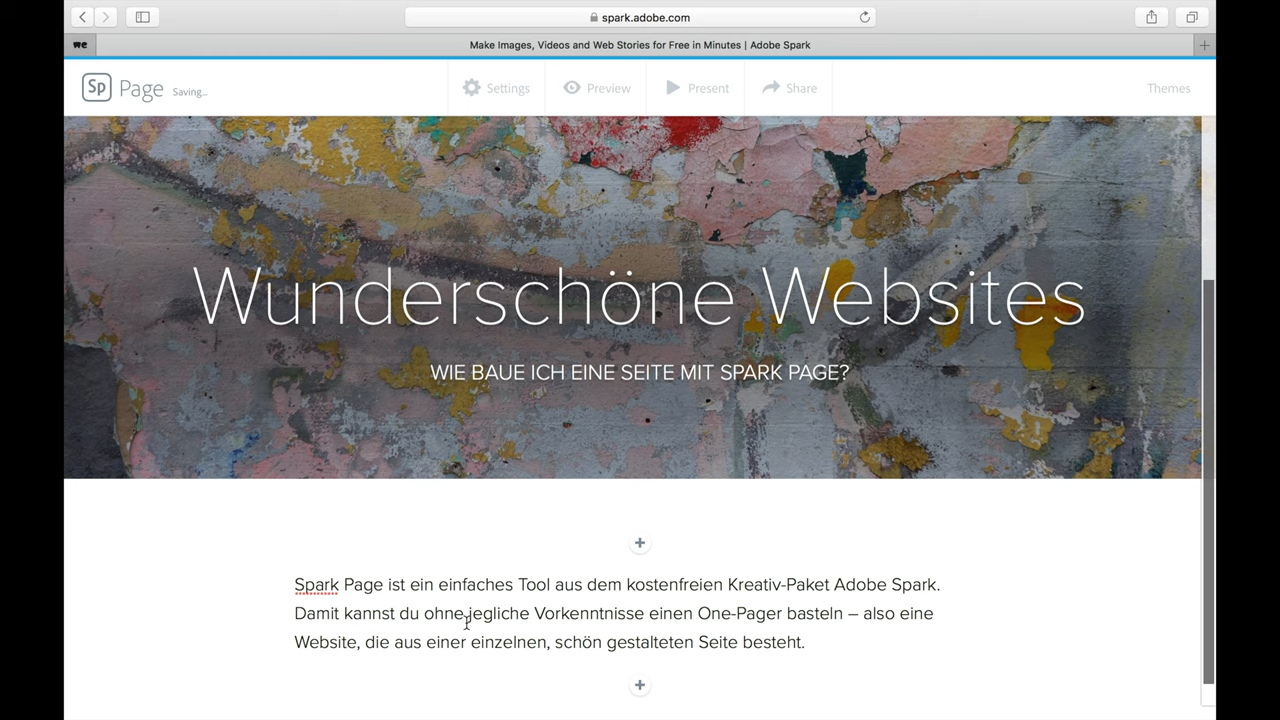 spark.adobe.com
we
Make Images, Videos and Web Stories for Free in Minutes | Adobe Spark
Sp Page Saving... Settings Preview Present Share Themes
Wunderschöne Websites
WIE BAUE ICH EINE SEITE MIT SPARK PAGE?
Spark Page ist ein einfaches Tool aus dem kostenfreien Kreativ-Paket Adobe Spark.
Damit kannst du ohne jegliche Vorkenntnisse einen One-Pager basteln – also eine
Website, die aus einer einzelnen, schön gestalteten Seite besteht.